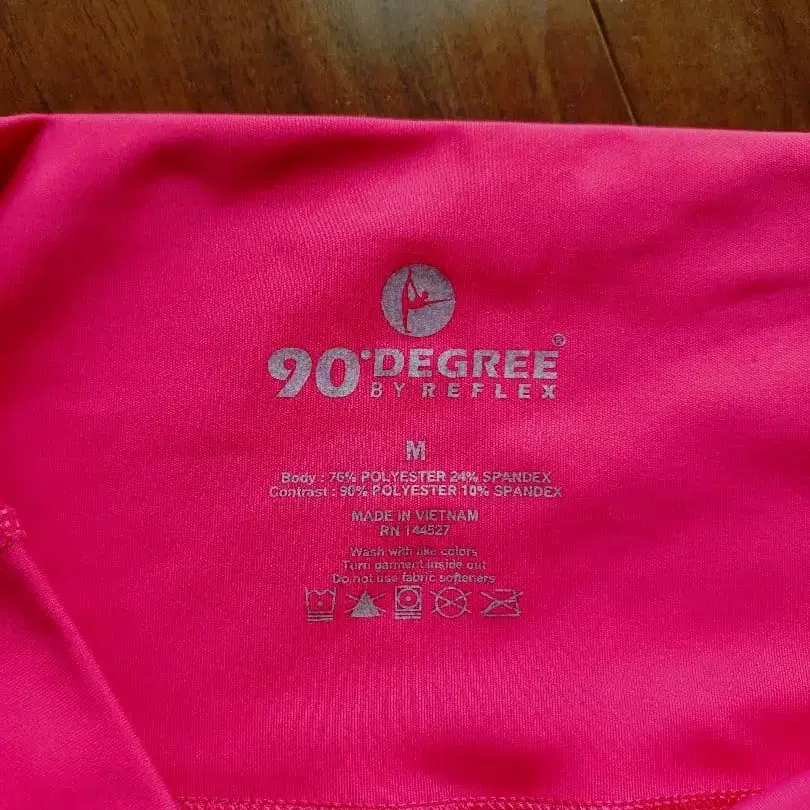 90°DEGREE®
BY REFLEX
M
Body : 76% POLYESTER 24% SPANDEX
Contrast : 90% POLYESTER 10% SPANDEX
MADE IN VIETNAM
RN 144527
Wash with like colors
Turn garment inside out
Do not use fabric softeners